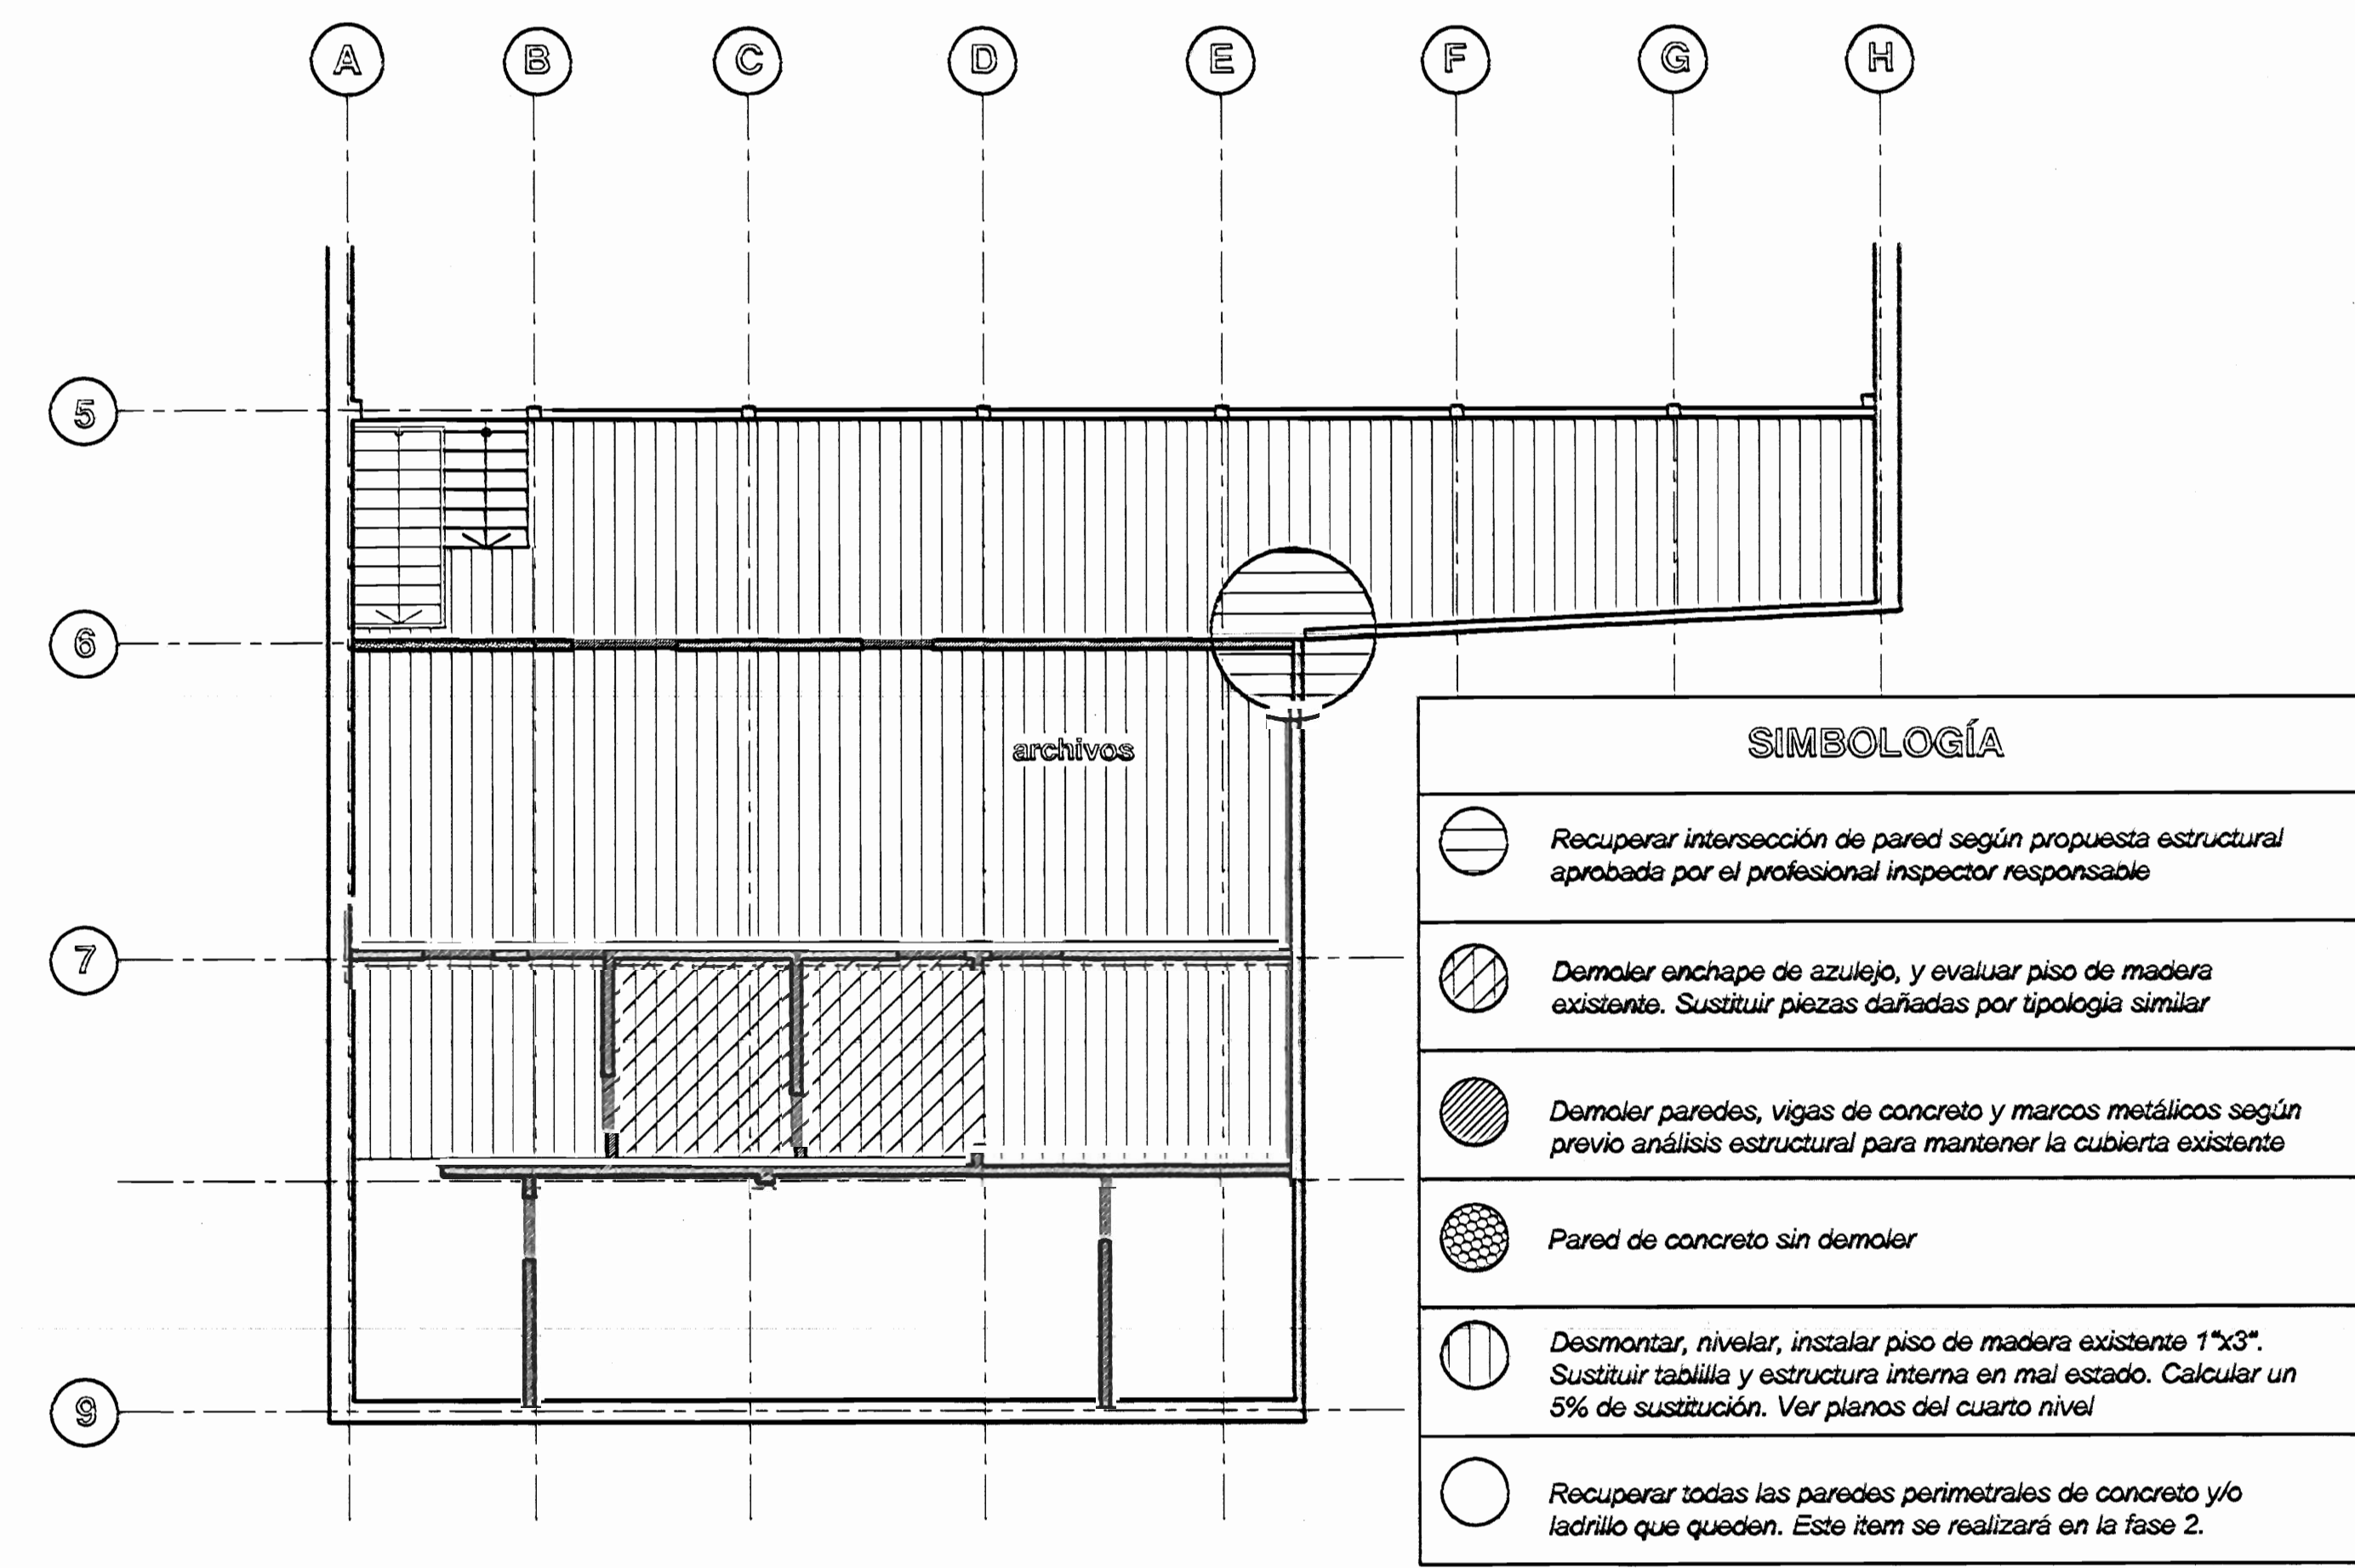 A B C D E F G H
5
6
archivos
7
9
SIMBOLOGÍA
Recuperar intersección de pared según propuesta estructural
aprobada por el profesional inspector responsable
Demoler enchape de azulejo, y evaluar piso de madera
existente. Sustituir piezas dañadas por tipologia similar
Demoler paredes, vigas de concreto y marcos metálicos según
previo análisis estructural para mantener la cubierta existente
Pared de concreto sin demoler
Desmontar, nivelar, instalar piso de madera existente 1"x3".
Sustituir tablilla y estructura interna en mal estado. Calcular un
5% de sustitución. Ver planos del cuarto nivel
Recuperar todas las paredes perimetrales de concreto y/o
ladrillo que queden. Este item se realizará en la fase 2.